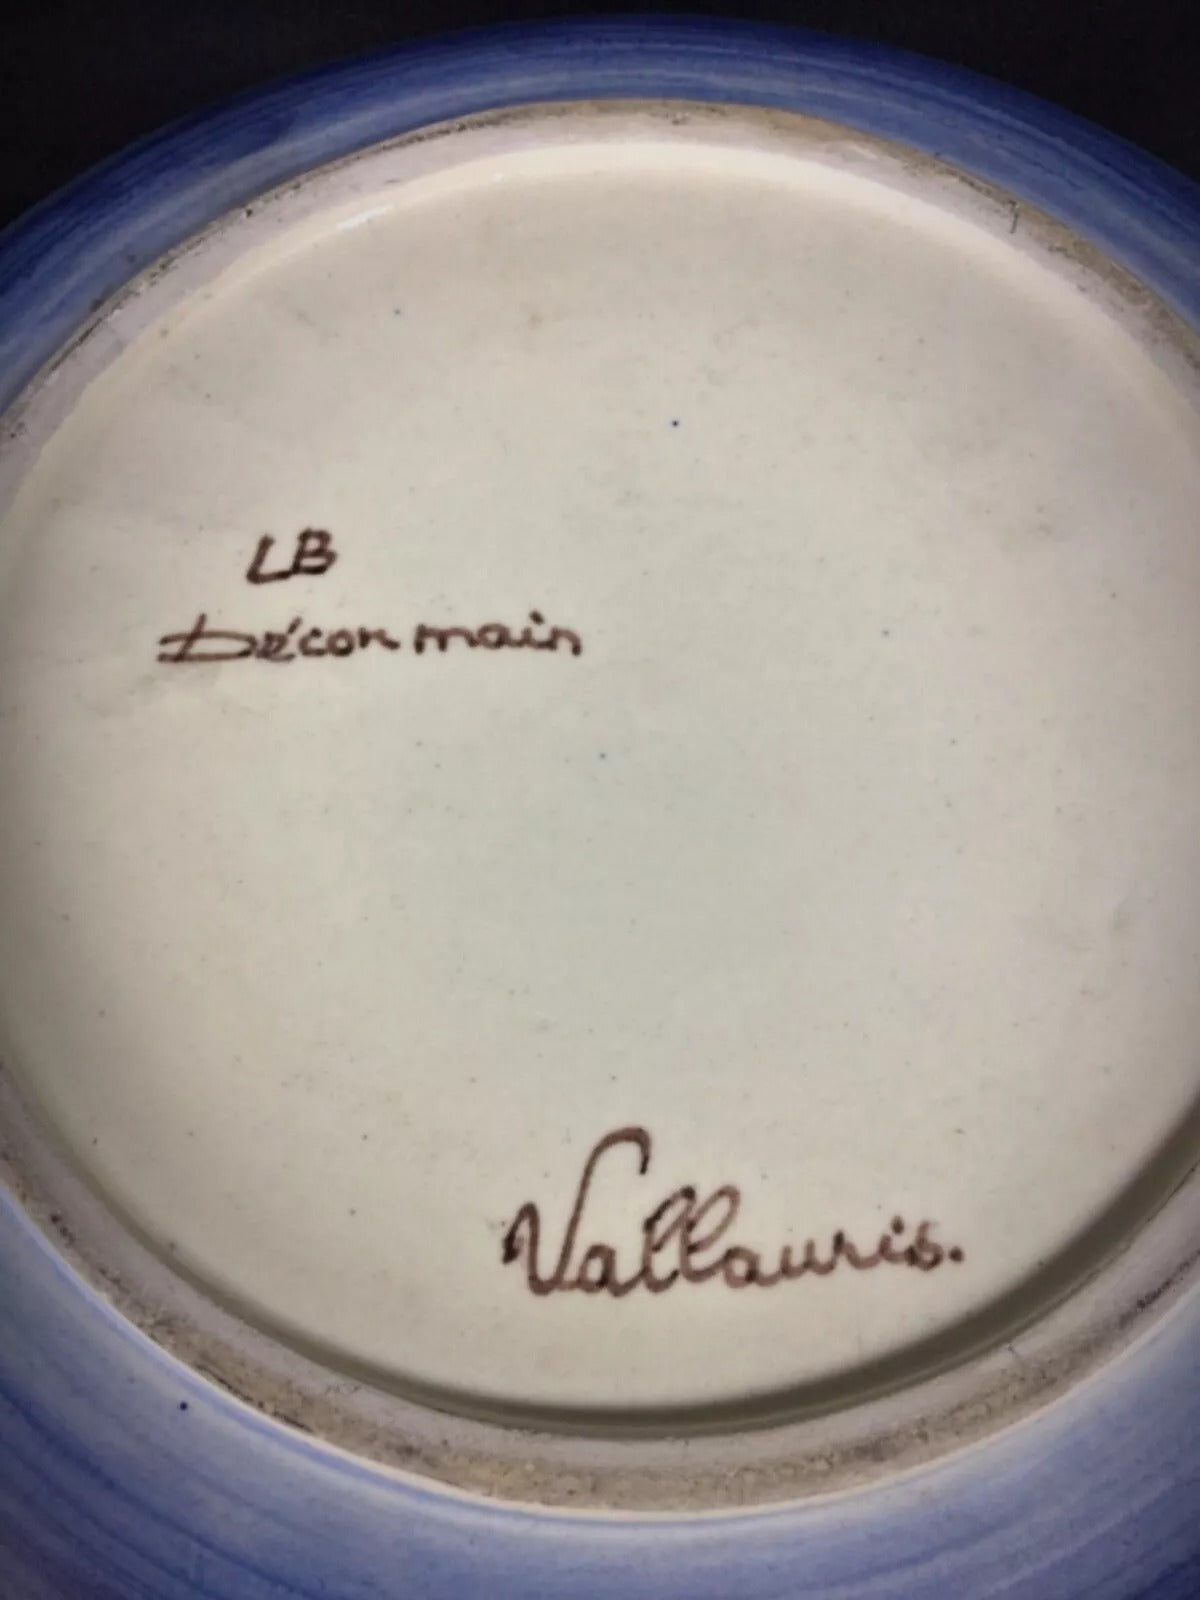 LB
Décor main
Vallauris.